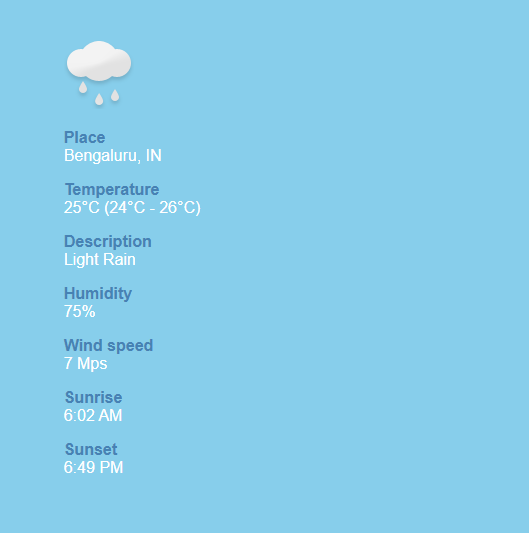 Place
Bengaluru, IN
Temperature
25°C (24°C - 26°C)
Description
Light Rain
Humidity
75%
Wind speed
7 Mps
Sunrise
6:02 AM
Sunset
6:49 PM